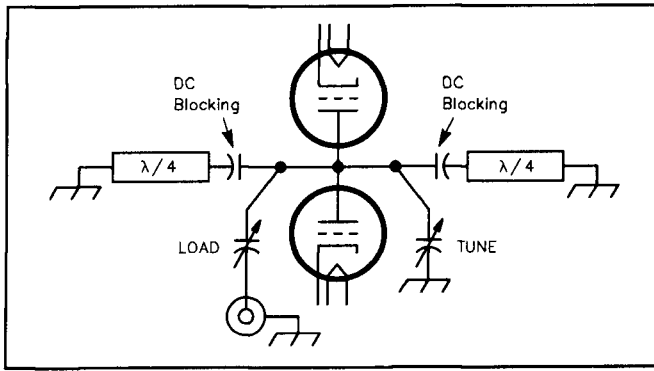 DC
Blocking
DC
Blocking
λ/4
λ/4
LOAD
TUNE